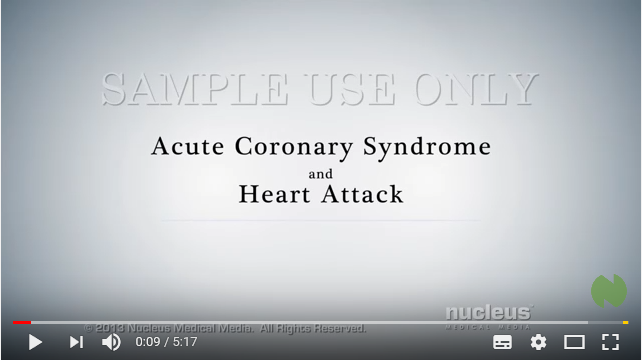 SAMPLE USE ONLY
Acute Coronary Syndrome
and
Heart Attack
nucleus
MEDICAL MEDIA
© 2013 Nucleus Medical Media. All Rights Reserved.
0:09 / 5:17